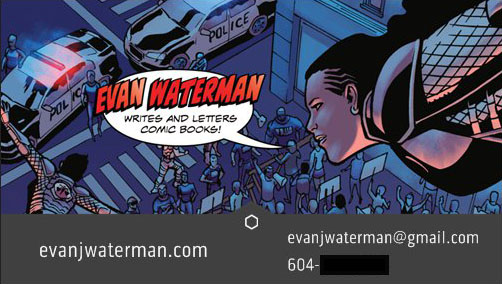 POLICE
POLICE
EVAN WATERMAN
WRITES AND LETTERS
COMIC BOOKS!
evanjwaterman.com
evanjwaterman@gmail.com
604-